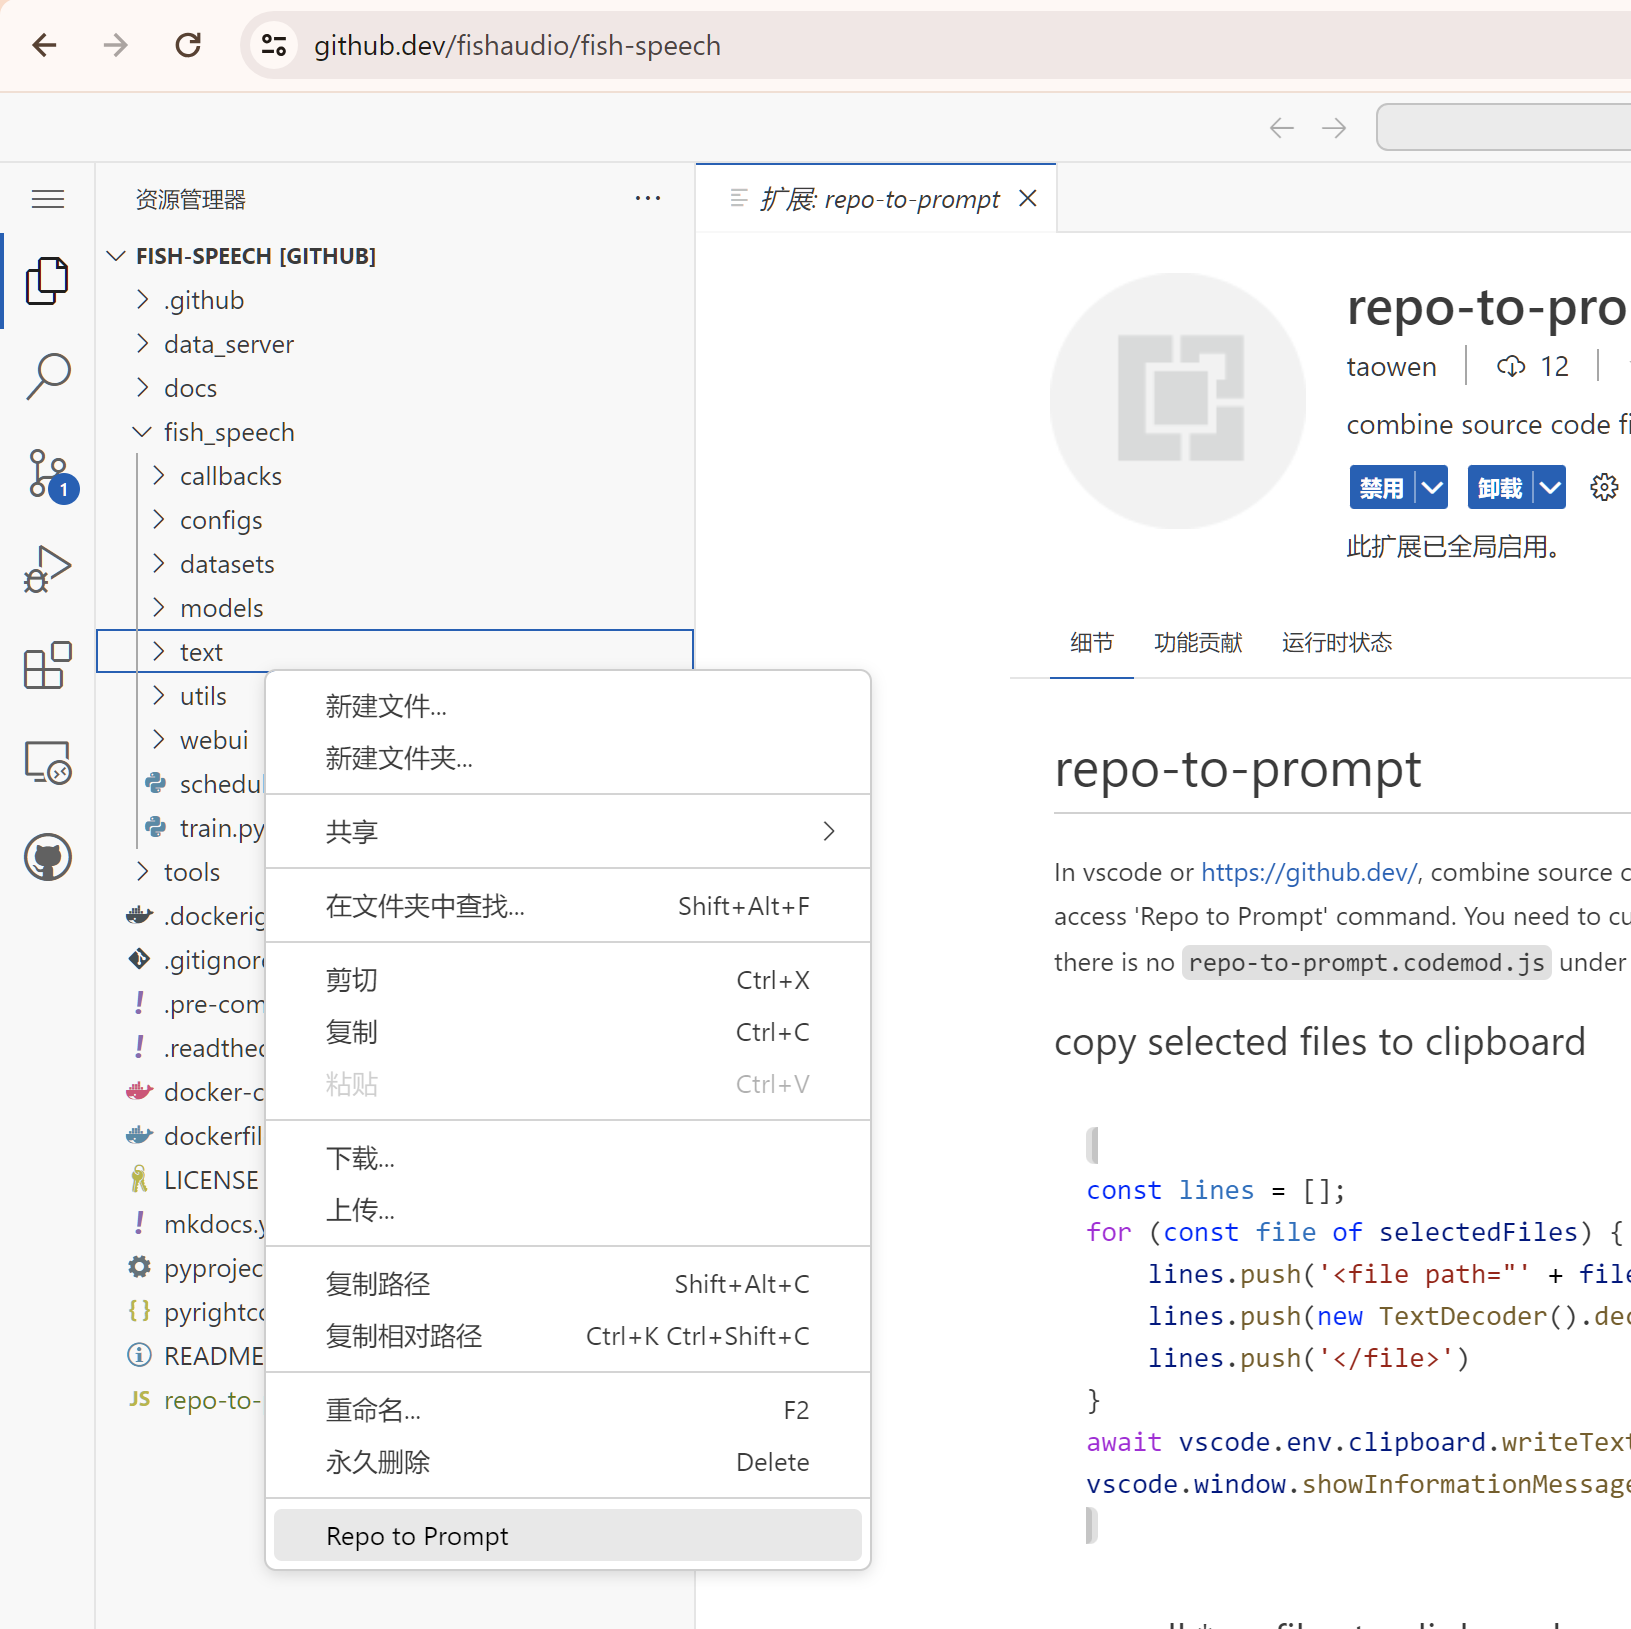 github.dev/fishaudio/fish-speech
资源管理器
扩展: repo-to-prompt
FISH-SPEECH [GITHUB]
.github
data_server
docs
fish_speech
callbacks
configs
datasets
models
text
utils
webui
schedul
train.py
tools
.dockerig
.gitignore
.pre-com
.readthed
docker-c
dockerfil
LICENSE
mkdocs.y
pyprojec
pyrightco
README
JS repo-to-
1
新建文件...
新建文件夹...
共享
在文件夹中查找... Shift+Alt+F
剪切 Ctrl+X
复制 Ctrl+C
粘贴 Ctrl+V
下载...
上传...
复制路径 Shift+Alt+C
复制相对路径 Ctrl+K Ctrl+Shift+C
重命名... F2
永久删除 Delete
Repo to Prompt
repo-to-pro
taowen 12
combine source code fi
禁用 卸载
此扩展已全局启用。
细节 功能贡献 运行时状态
repo-to-prompt
In vscode or https://github.dev/, combine source c
access 'Repo to Prompt' command. You need to cu
there is no repo-to-prompt.codemod.js under
copy selected files to clipboard
const lines = [];
for (const file of selectedFiles) {
lines.push('<file path="' + file
lines.push(new TextDecoder().dec
lines.push('</file>')
}
await vscode.env.clipboard.writeText
vscode.window.showInformationMessage